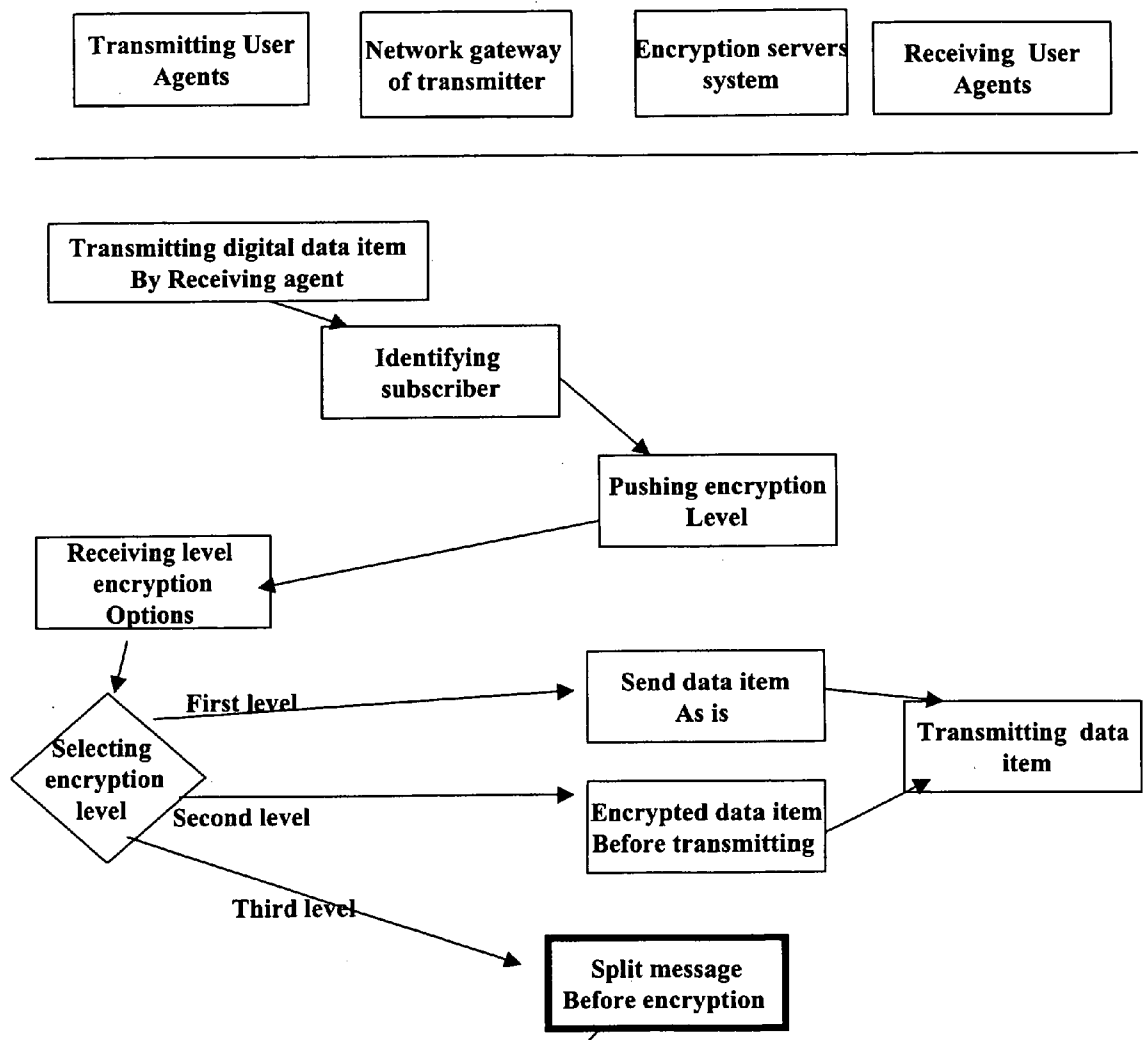 Transmitting User
Agents
Network gateway
of transmitter
Encryption servers
system
Receiving User
Agents
Transmitting digital data item
By Receiving agent
Identifying
subscriber
Pushing encryption
Level
Receiving level
encryption
Options
Selecting
encryption
level
First level
Second level
Third level
Send data item
As is
Encrypted data item
Before transmitting
Transmitting data
item
Split message
Before encryption